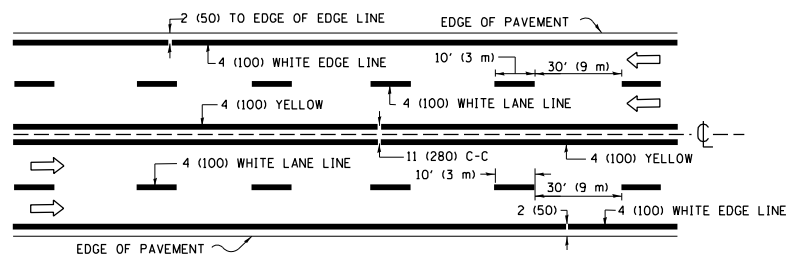 2 (50) TO EDGE OF EDGE LINE
EDGE OF PAVEMENT
4 (100) WHITE EDGE LINE
10' (3 m)
30' (9 m)
4 (100) YELLOW
4 (100) WHITE LANE LINE
℄
4 (100) WHITE LANE LINE
11 (280) C-C
4 (100) YELLOW
10' (3 m)
30' (9 m)
2 (50)
4 (100) WHITE EDGE LINE
EDGE OF PAVEMENT